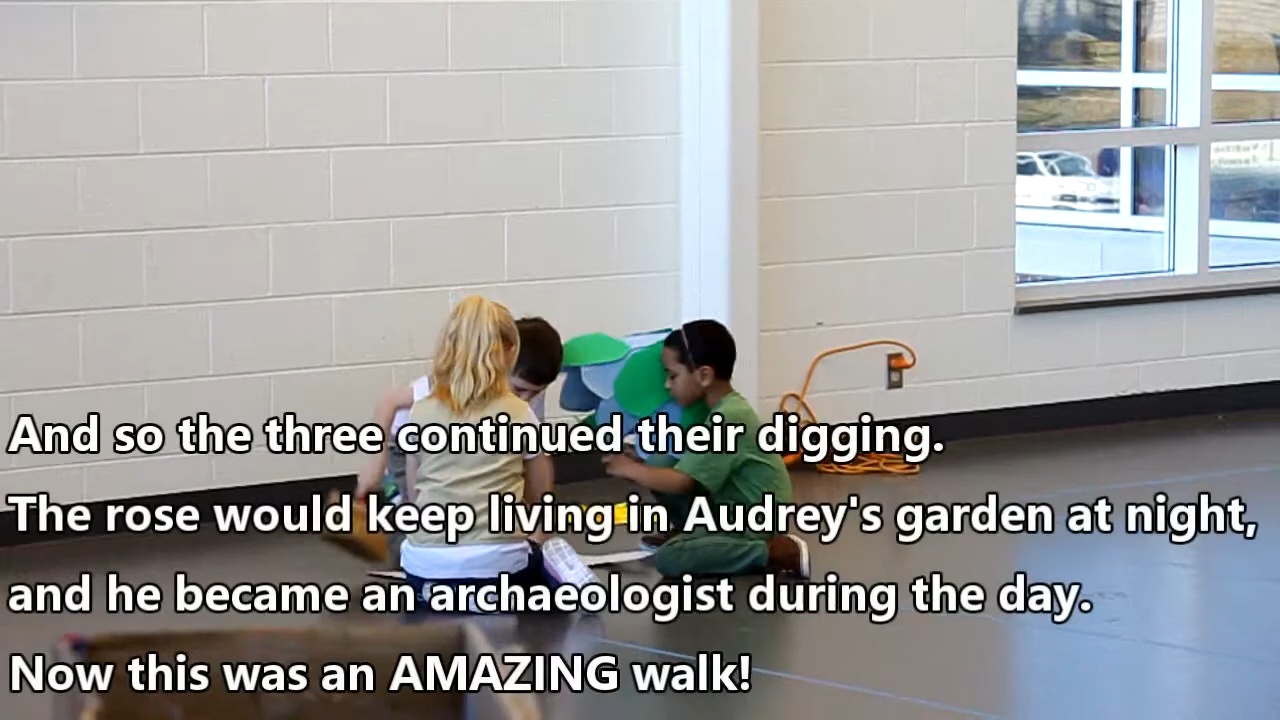 And so the three continued their digging.
The rose would keep living in Audrey's garden at night,
and he became an archaeologist during the day.
Now this was an AMAZING walk!